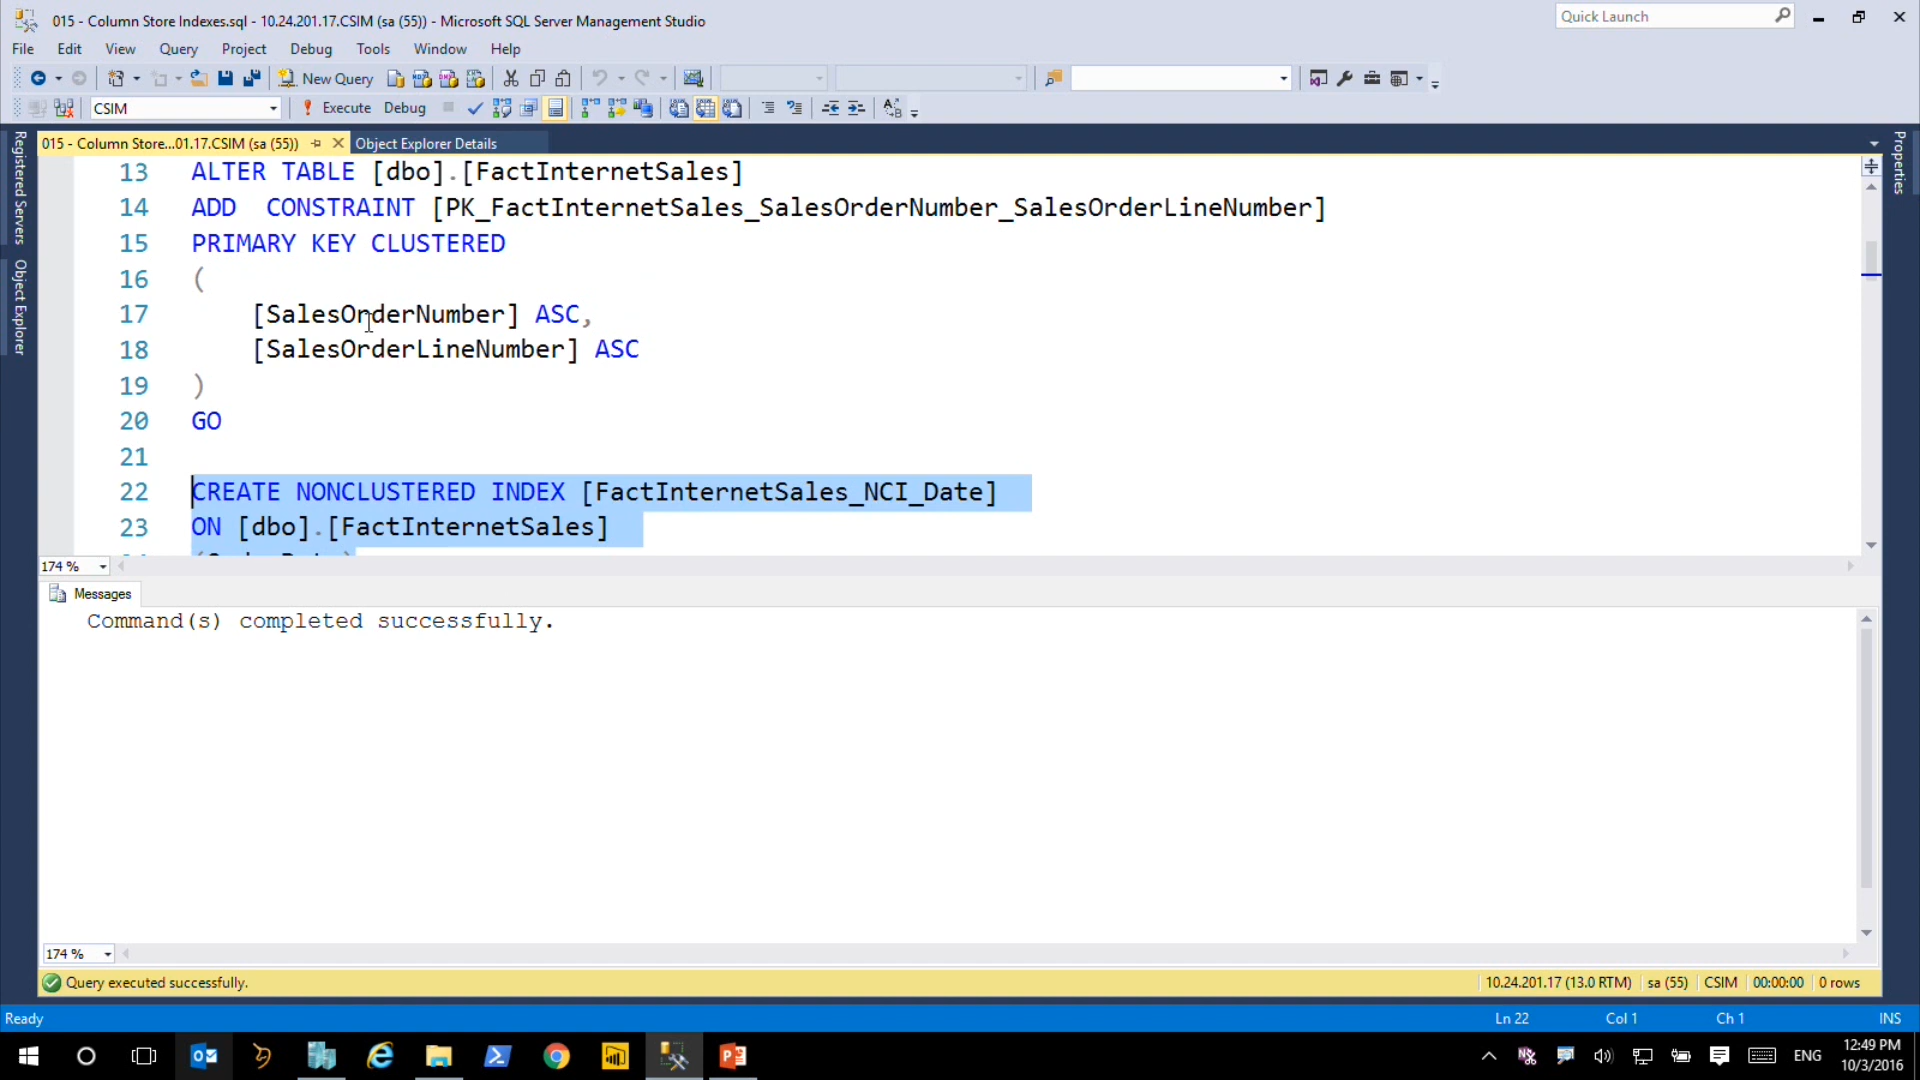 015 - Column Store Indexes.sql - 10.24.201.17.CSIM (sa (55)) - Microsoft SQL Server Management Studio
Quick Launch
File Edit View Query Project Debug Tools Window Help
New Query
CSIM
Execute Debug
015 - Column Store...01.17.CSIM (sa (55)) Object Explorer Details
Registered Servers
Object Explorer
Properties
13 ALTER TABLE [dbo].[FactInternetSales]
14 ADD CONSTRAINT [PK_FactInternetSales_SalesOrderNumber_SalesOrderLineNumber]
15 PRIMARY KEY CLUSTERED
16 (
17 [SalesOrderNumber] ASC,
18 [SalesOrderLineNumber] ASC
19 )
20 GO
21
22 CREATE NONCLUSTERED INDEX [FactInternetSales_NCI_Date]
23 ON [dbo].[FactInternetSales]
174 %
Messages
Command(s) completed successfully.
174 %
Query executed successfully. 10.24.201.17 (13.0 RTM) sa (55) CSIM 00:00:00 0 rows
Ready Ln 22 Col 1 Ch 1 INS
ENG 12:49 PM
10/3/2016